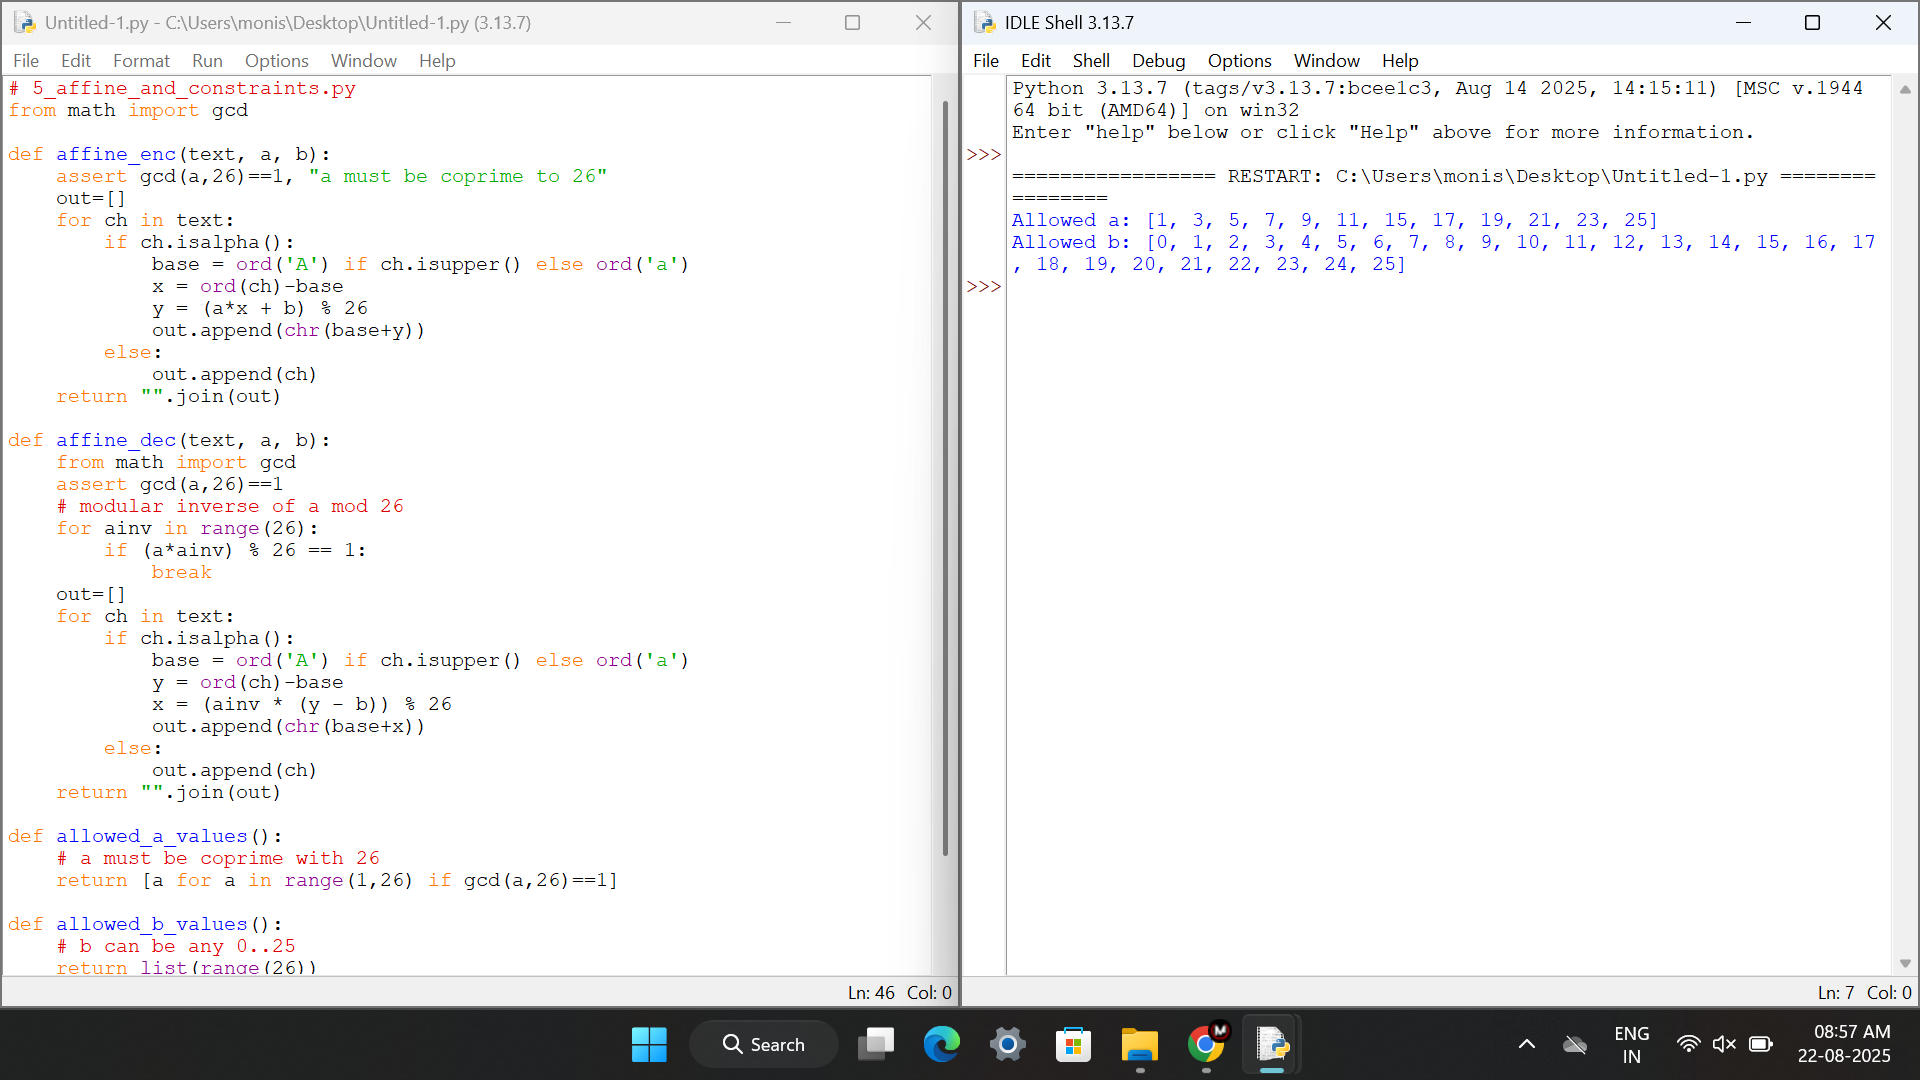 Untitled-1.py - C:\Users\monis\Desktop\Untitled-1.py (3.13.7)
File Edit Format Run Options Window Help
# 5_affine_and_constraints.py
from math import gcd
def affine_enc(text, a, b):
    assert gcd(a,26)==1, "a must be coprime to 26"
    out=[]
    for ch in text:
        if ch.isalpha():
            base = ord('A') if ch.isupper() else ord('a')
            x = ord(ch)-base
            y = (a*x + b) % 26
            out.append(chr(base+y))
        else:
            out.append(ch)
    return "".join(out)
def affine_dec(text, a, b):
    from math import gcd
    assert gcd(a,26)==1
    # modular inverse of a mod 26
    for ainv in range(26):
        if (a*ainv) % 26 == 1:
            break
    out=[]
    for ch in text:
        if ch.isalpha():
            base = ord('A') if ch.isupper() else ord('a')
            y = ord(ch)-base
            x = (ainv * (y - b)) % 26
            out.append(chr(base+x))
        else:
            out.append(ch)
    return "".join(out)
def allowed_a_values():
    # a must be coprime with 26
    return [a for a in range(1,26) if gcd(a,26)==1]
def allowed_b_values():
    # b can be any 0..25
    return list(range(26))
Ln: 46 Col: 0
IDLE Shell 3.13.7
File Edit Shell Debug Options Window Help
Python 3.13.7 (tags/v3.13.7:bcee1c3, Aug 14 2025, 14:15:11) [MSC v.1944
64 bit (AMD64)] on win32
Enter "help" below or click "Help" above for more information.
>>>
================= RESTART: C:\Users\monis\Desktop\Untitled-1.py ========
========
Allowed a: [1, 3, 5, 7, 9, 11, 15, 17, 19, 21, 23, 25]
Allowed b: [0, 1, 2, 3, 4, 5, 6, 7, 8, 9, 10, 11, 12, 13, 14, 15, 16, 17
, 18, 19, 20, 21, 22, 23, 24, 25]
>>>
Ln: 7 Col: 0
Search
M
ENG
IN
08:57 AM
22-08-2025